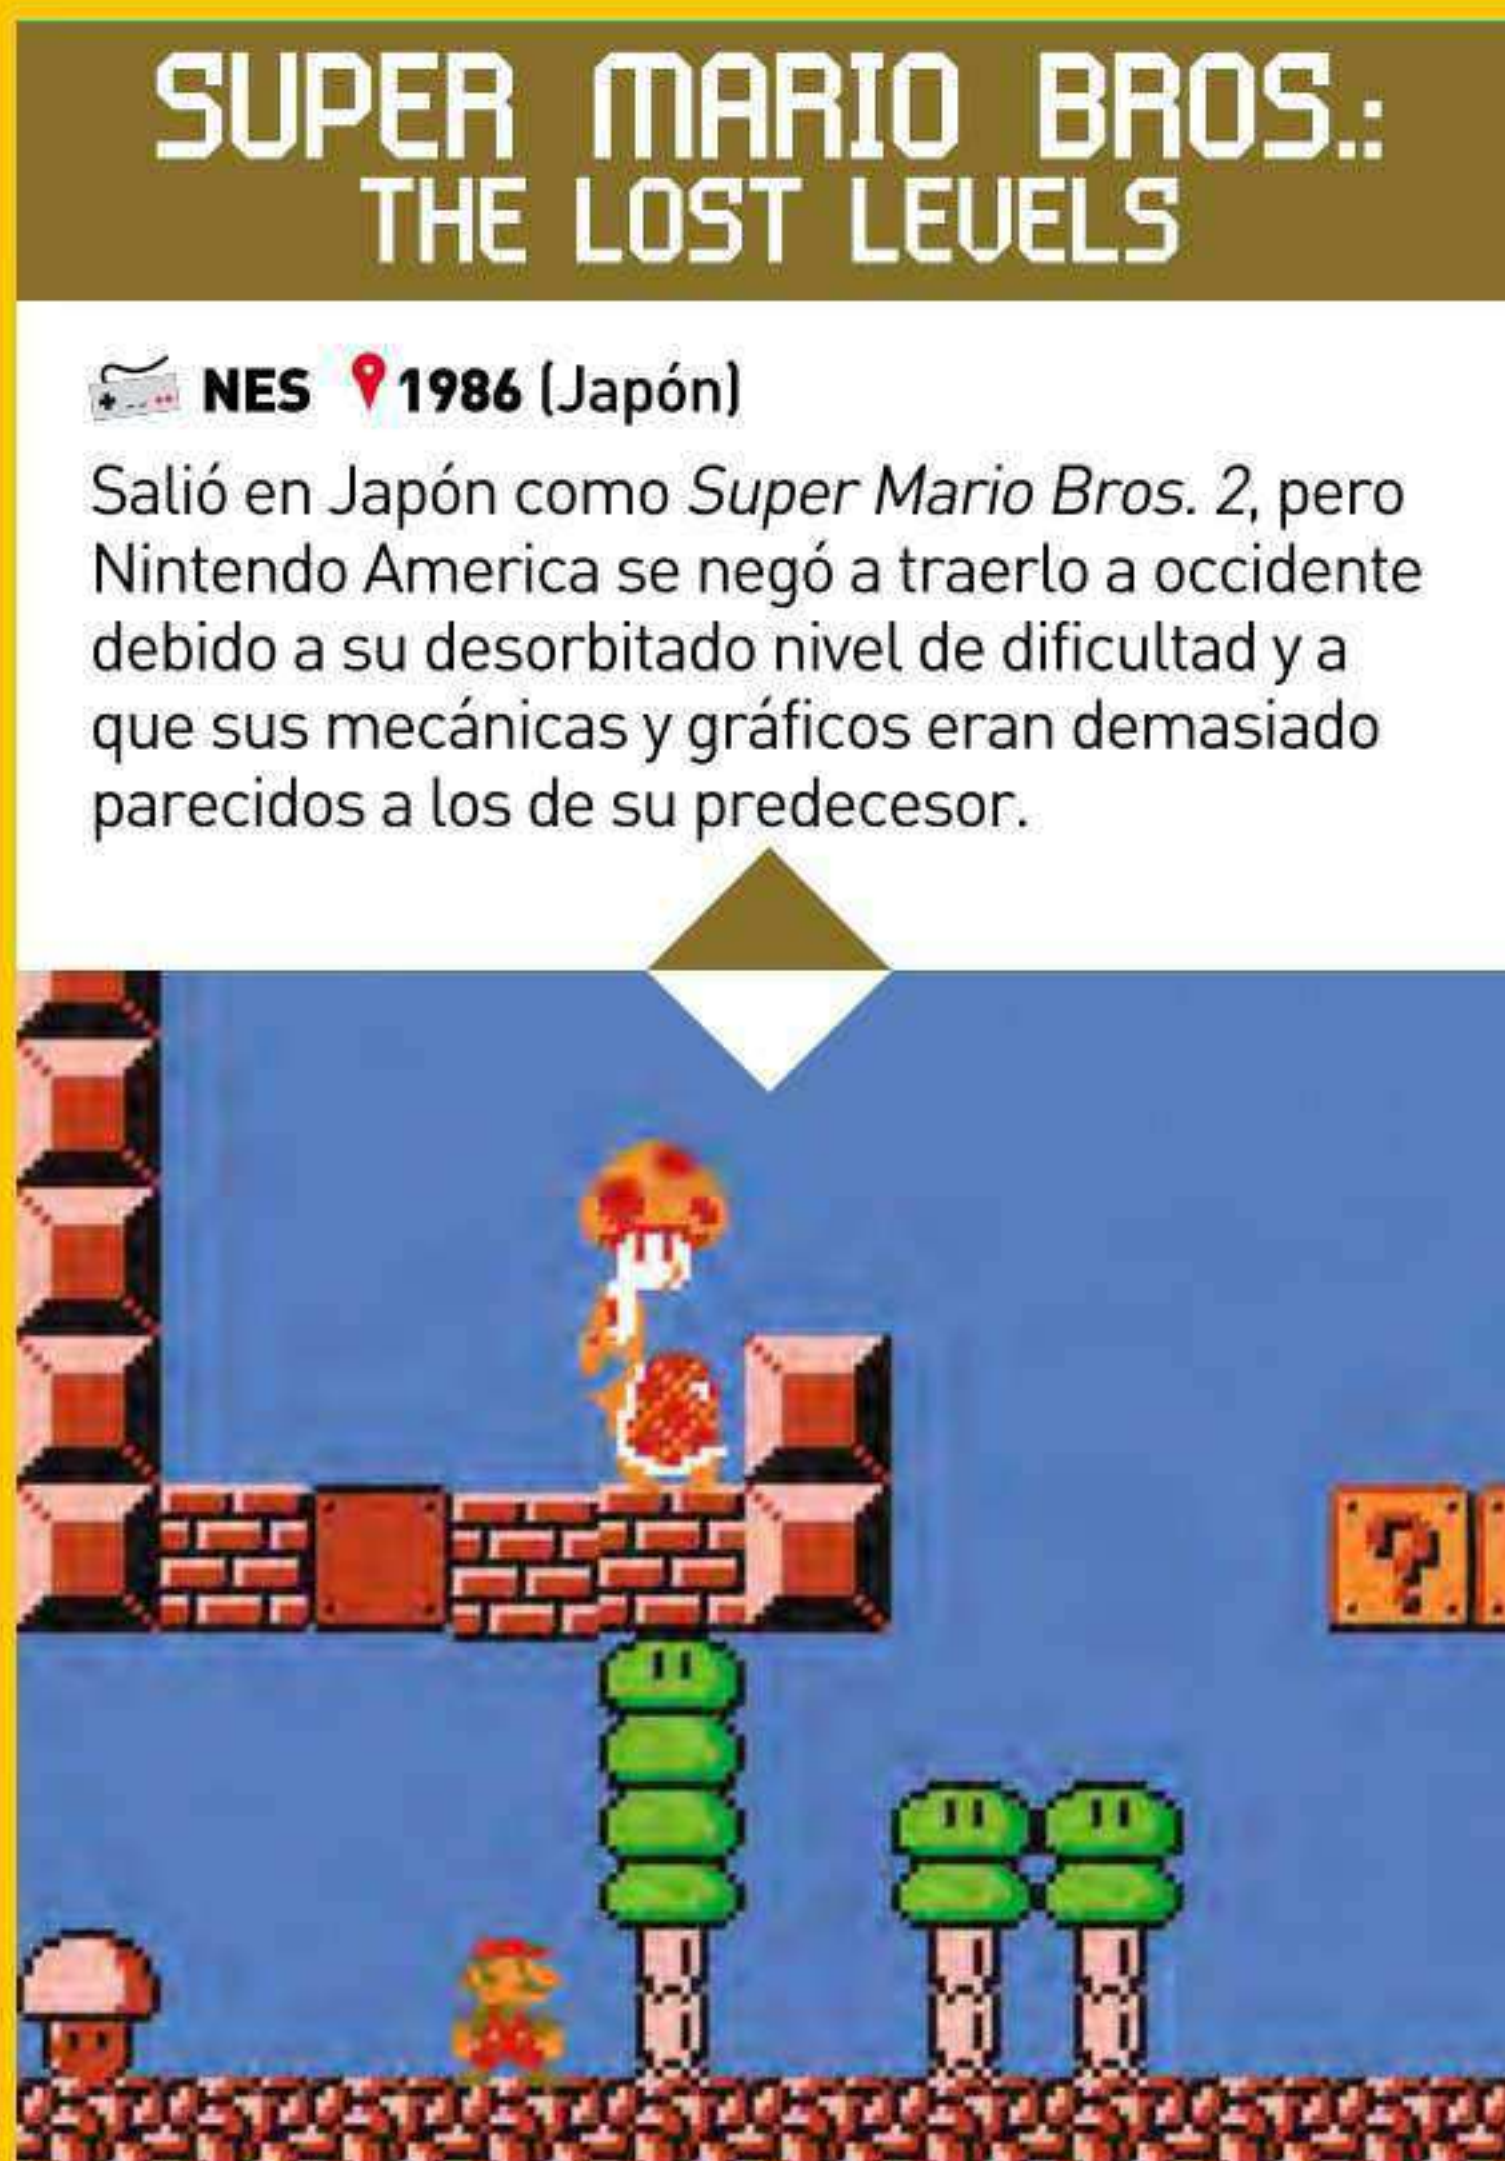 SUPER MARIO BROS.:
THE LOST LEVELS
NES 1986 (Japón)
Salió en Japón como Super Mario Bros. 2, pero
Nintendo America se negó a traerlo a occidente
debido a su desorbitado nivel de dificultad y a
que sus mecánicas y gráficos eran demasiado
parecidos a los de su predecesor.
?